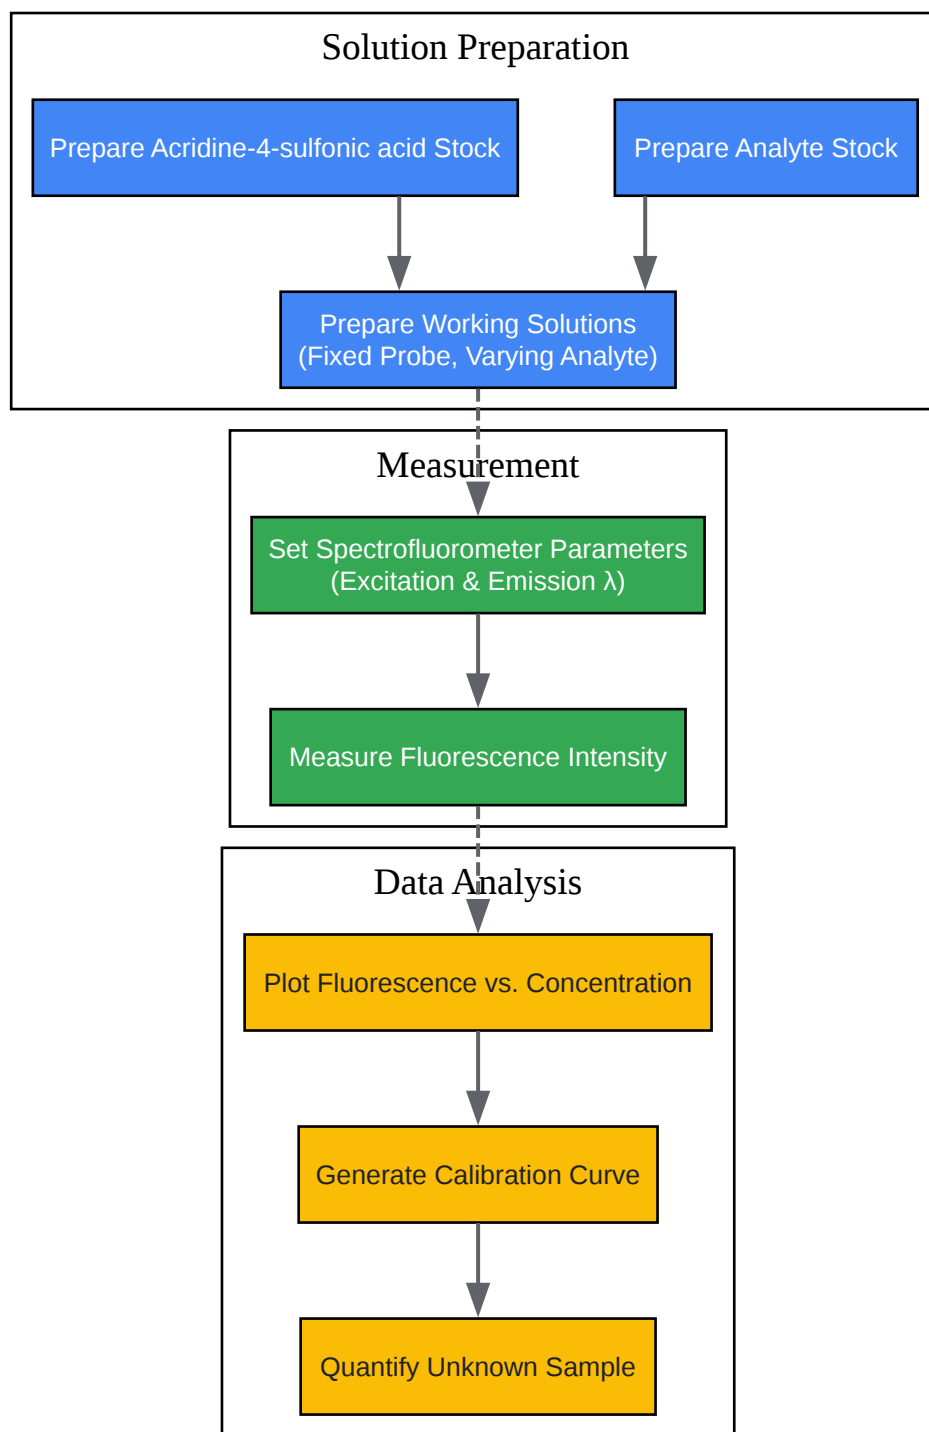 Solution Preparation
Prepare Acridine-4-sulfonic acid Stock
Prepare Analyte Stock
Prepare Working Solutions
(Fixed Probe, Varying Analyte)
Measurement
Set Spectrofluorometer Parameters
(Excitation & Emission λ)
Measure Fluorescence Intensity
Data Analysis
Plot Fluorescence vs. Concentration
Generate Calibration Curve
Quantify Unknown Sample